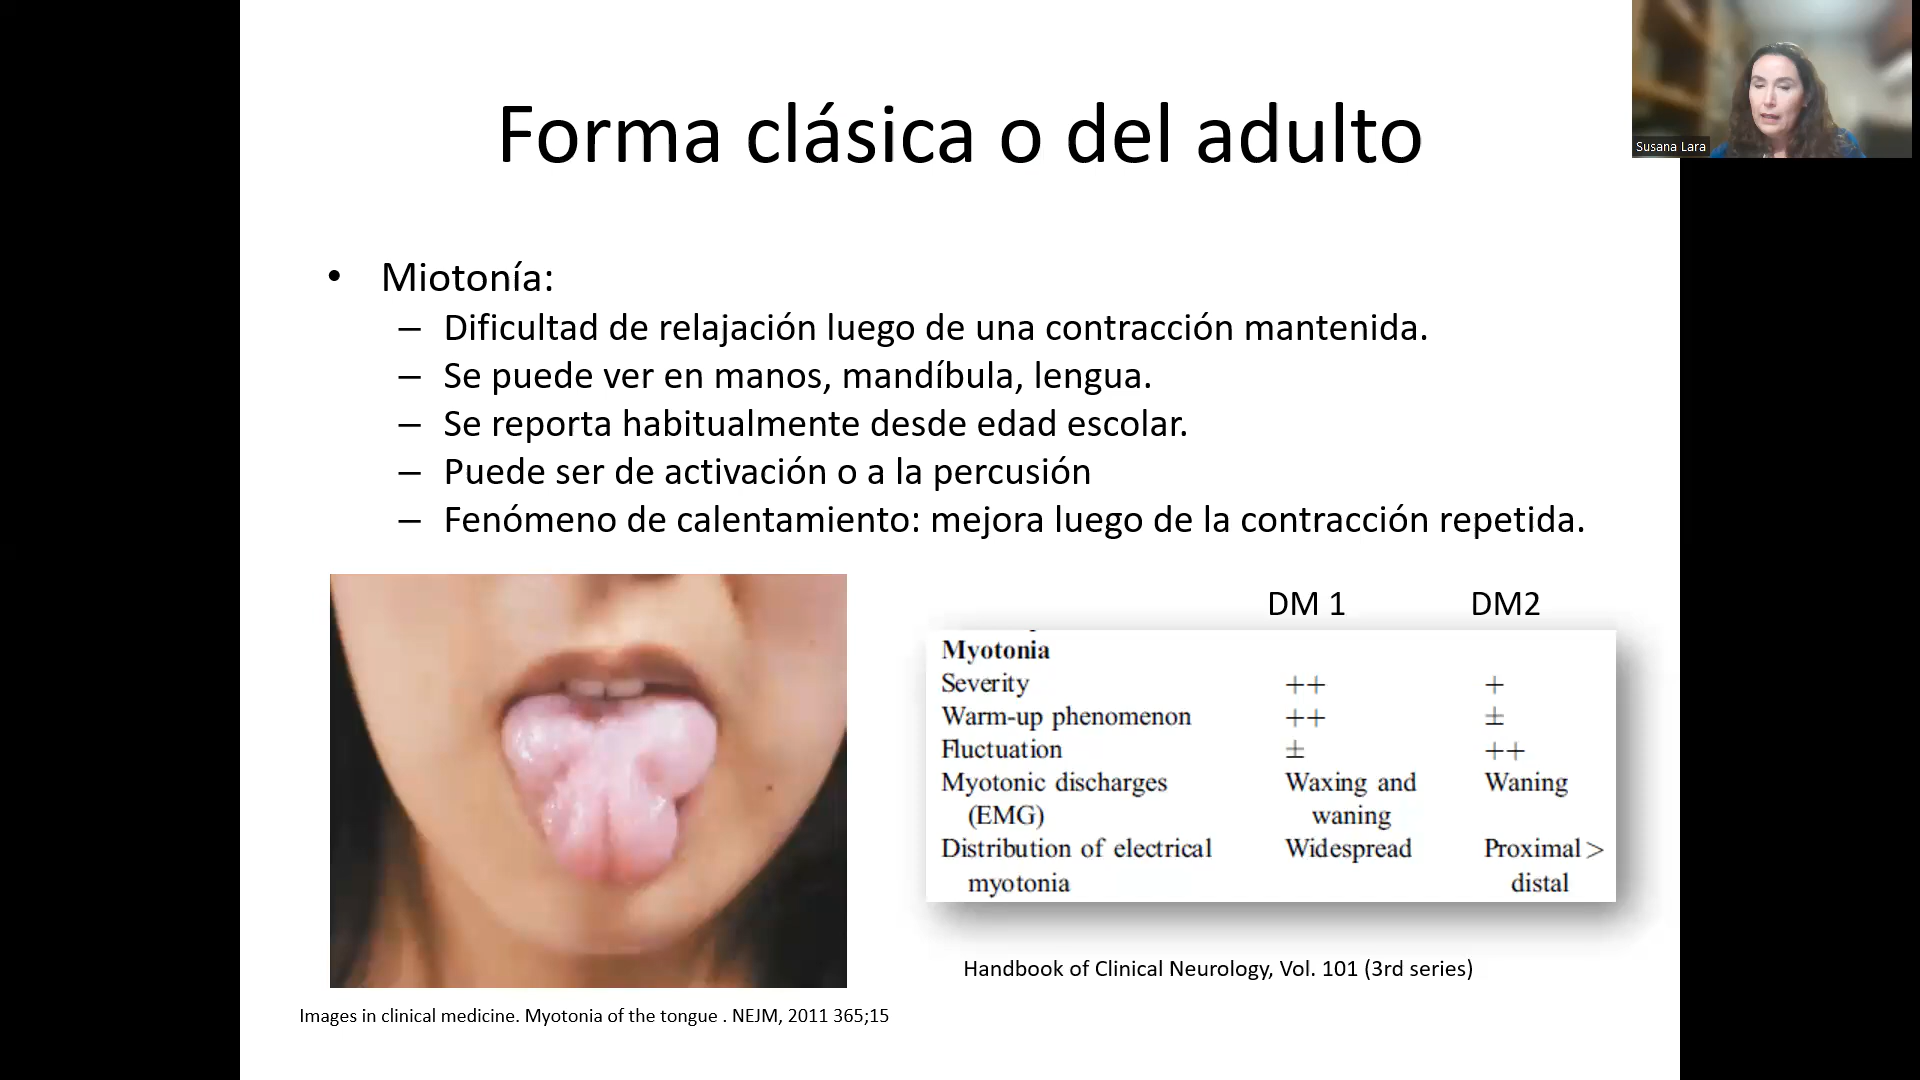 Forma clásica o del adulto
Susana Lara
• Miotonía:
– Dificultad de relajación luego de una contracción mantenida.
– Se puede ver en manos, mandíbula, lengua.
– Se reporta habitualmente desde edad escolar.
– Puede ser de activación o a la percusión
– Fenómeno de calentamiento: mejora luego de la contracción repetida.
DM 1 DM2
Myotonia
Severity ++ +
Warm-up phenomenon ++ ±
Fluctuation ± ++
Myotonic discharges Waxing and Waning
(EMG) waning
Distribution of electrical Widespread Proximal >
myotonia distal
Handbook of Clinical Neurology, Vol. 101 (3rd series)
Images in clinical medicine. Myotonia of the tongue . NEJM, 2011 365;15